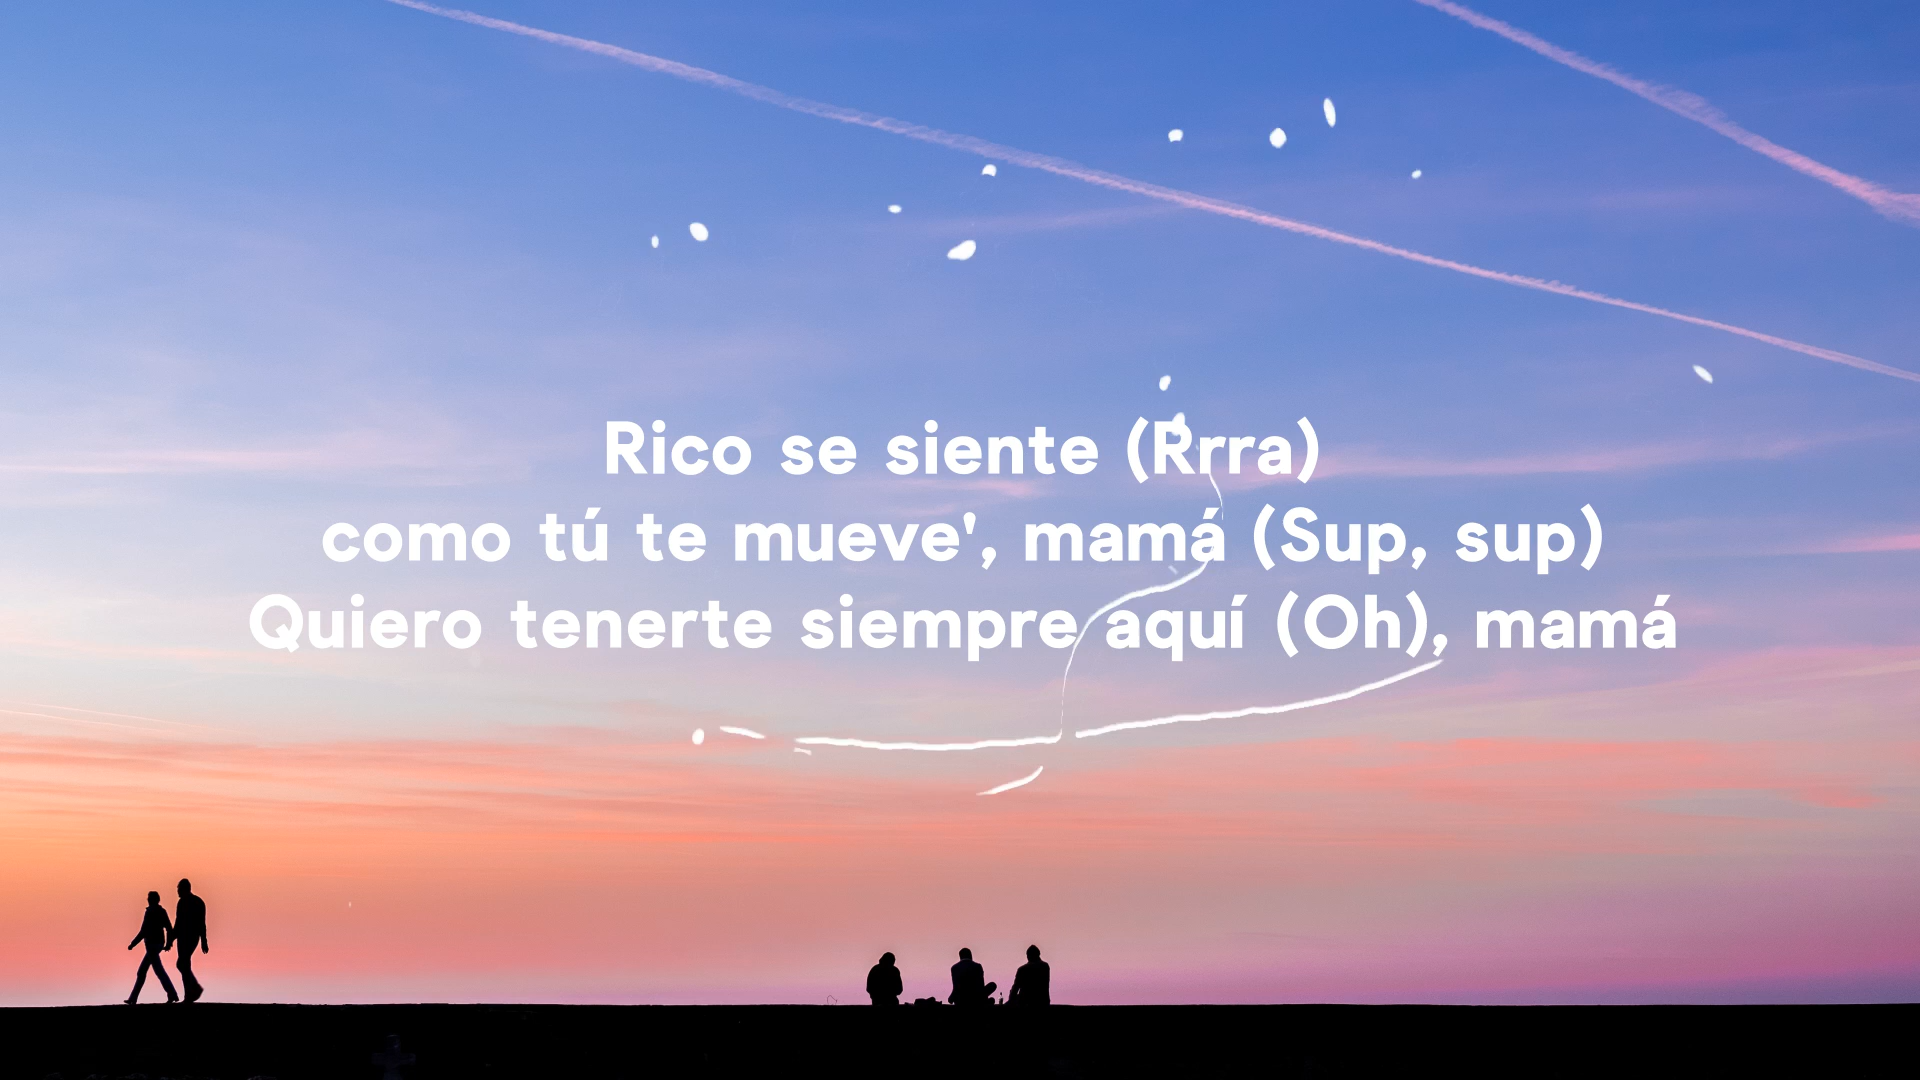 Rico se siente (Rrra)
como tú te mueve', mamá (Sup, sup)
Quiero tenerte siempre aquí (Oh), mamá